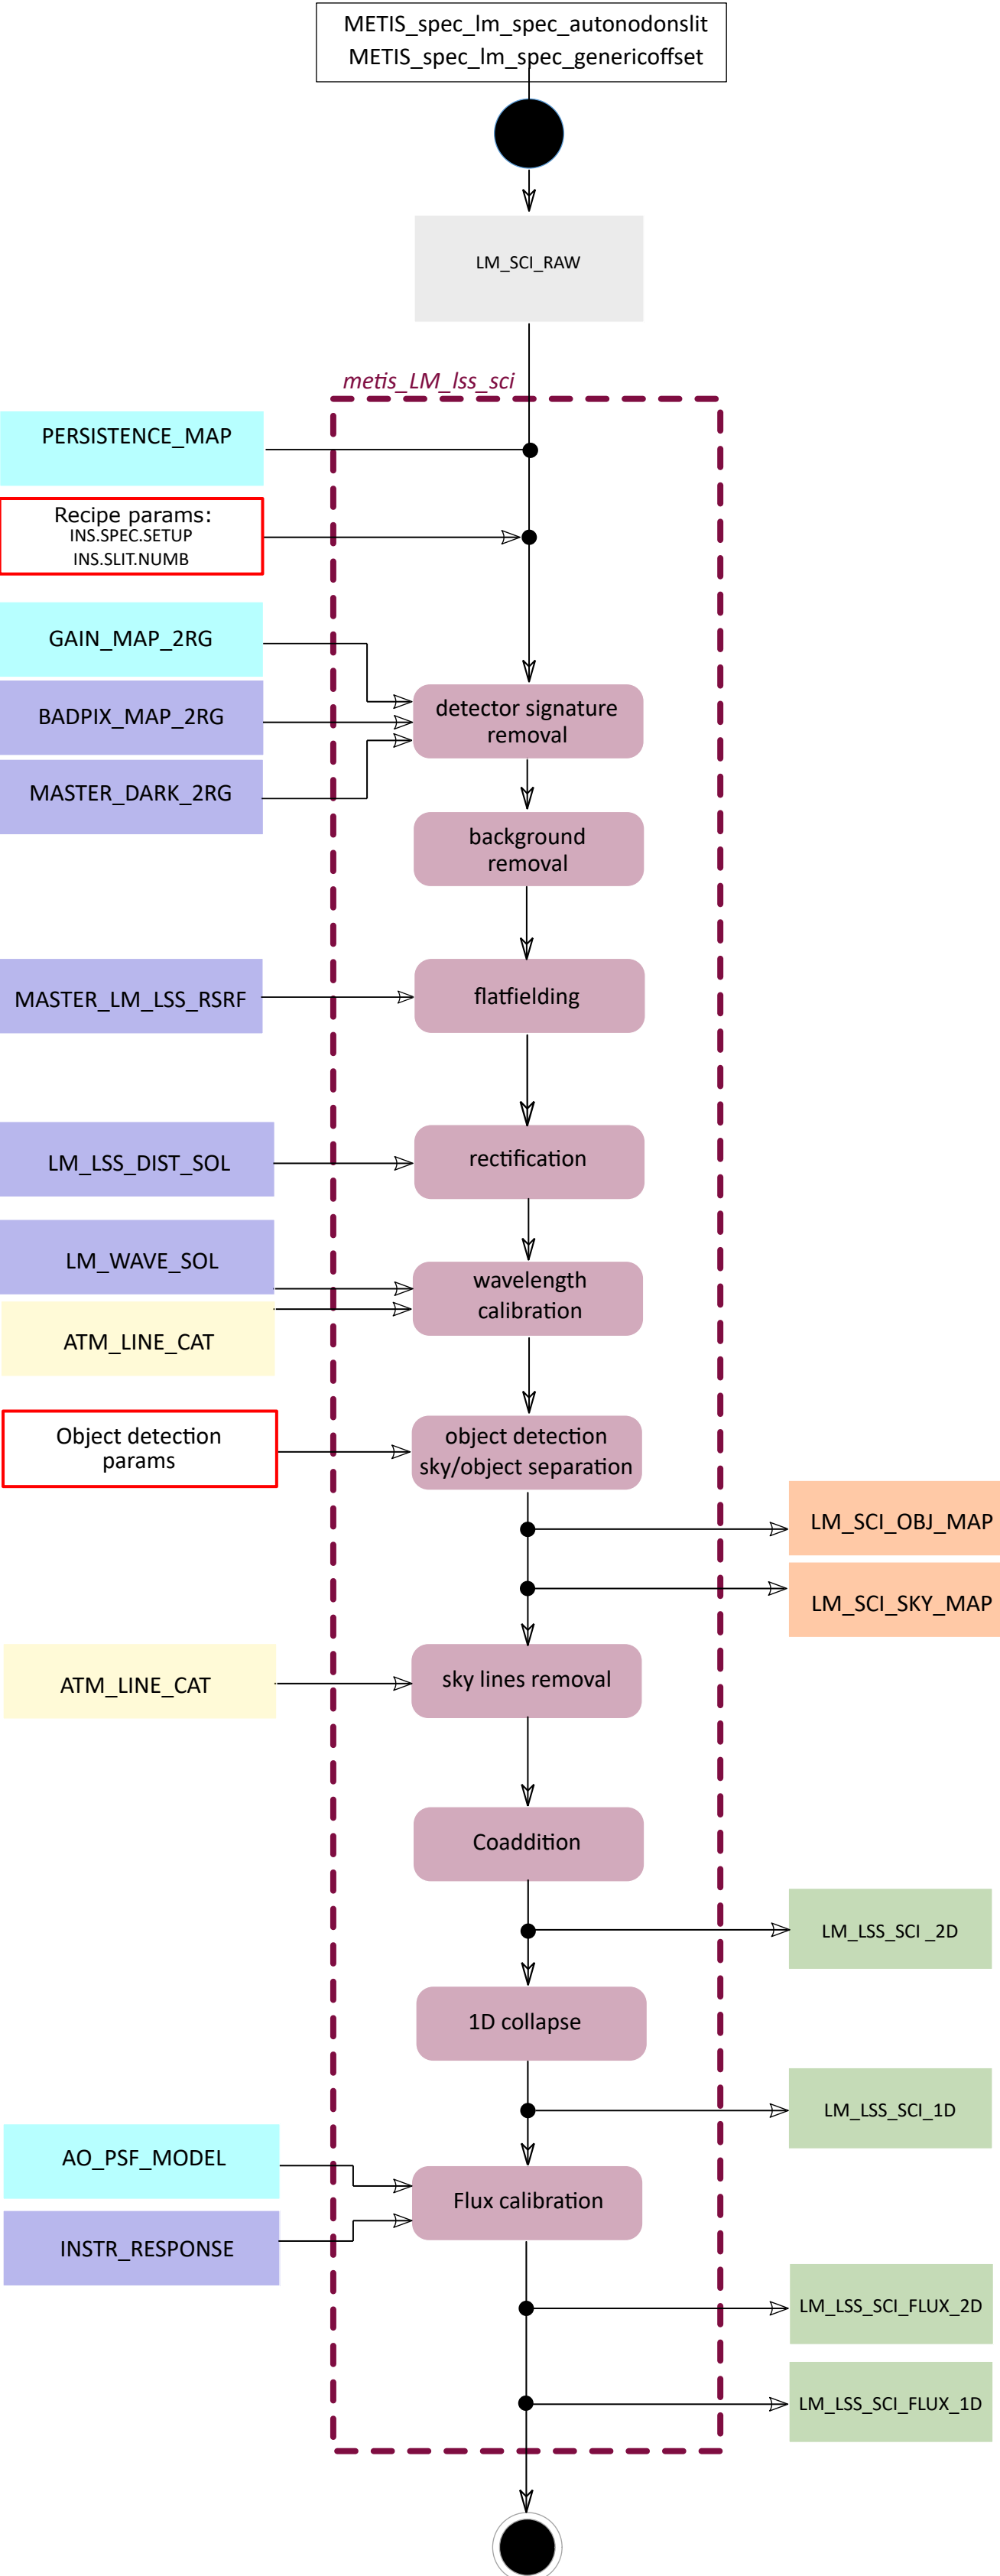 METIS_spec_lm_spec_autonodonslit
METIS_spec_lm_spec_genericoffset
LM_SCI_RAW
metis_LM_lss_sci
PERSISTENCE_MAP
Recipe params:
INS.SPEC.SETUP
INS.SLIT.NUMB
GAIN_MAP_2RG
BADPIX_MAP_2RG
MASTER_DARK_2RG
detector signature
removal
background
removal
MASTER_LM_LSS_RSRF
flatfielding
LM_LSS_DIST_SOL
rectification
LM_WAVE_SOL
ATM_LINE_CAT
wavelength
calibration
Object detection
params
object detection
sky/object separation
LM_SCI_OBJ_MAP
LM_SCI_SKY_MAP
ATM_LINE_CAT
sky lines removal
Coaddition
LM_LSS_SCI _2D
1D collapse
LM_LSS_SCI_1D
AO_PSF_MODEL
INSTR_RESPONSE
Flux calibration
LM_LSS_SCI_FLUX_2D
LM_LSS_SCI_FLUX_1D